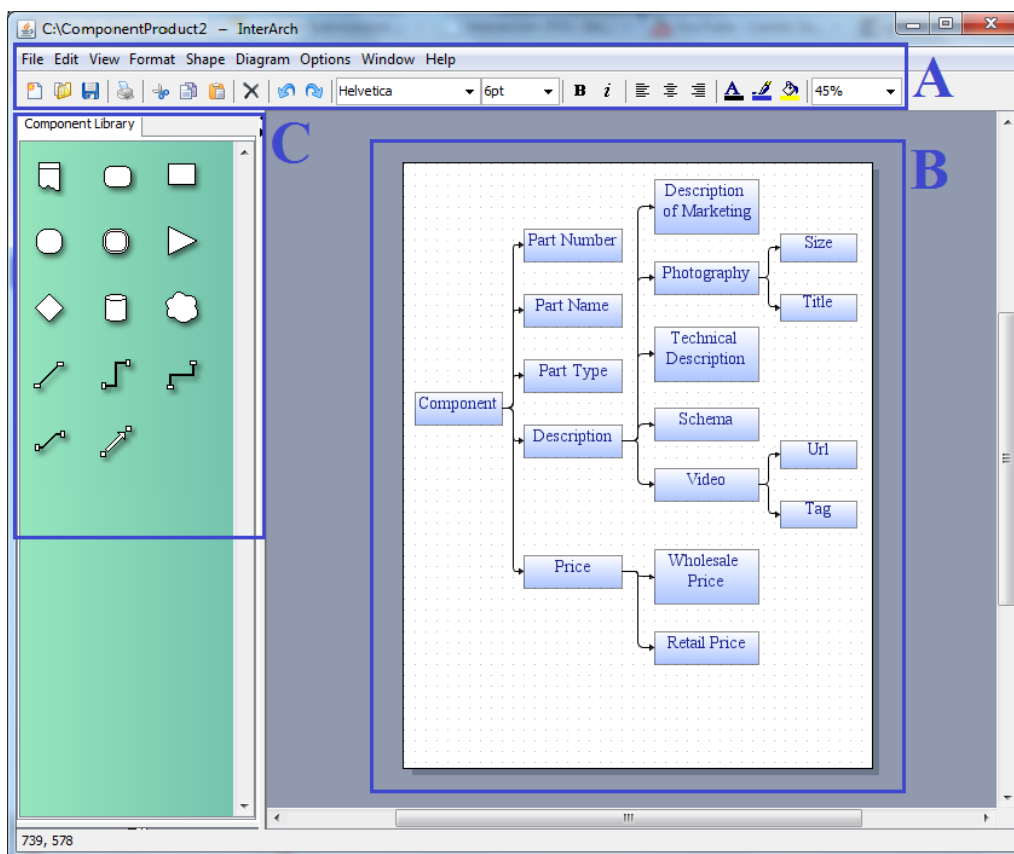 C:\ComponentProduct2 – InterArch
File Edit View Format Shape Diagram Options Window Help
A
Helvetica 6pt B i A 45%
Component Library
C
B
Description
of Marketing
Part Number
Size
Photography
Part Name
Title
Technical
Description
Part Type
Component
Schema
Description
Url
Video
Tag
Price
Wholesale
Price
Retail Price
739, 578